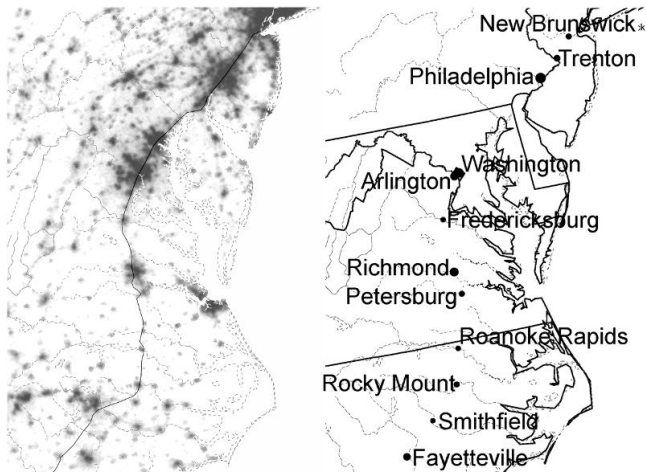 New Brunswick*
Trenton
Philadelphia
Washington
Arlington
Fredericksburg
Richmond
Petersburg
Roanoke Rapids
Rocky Mount
Smithfield
Fayetteville